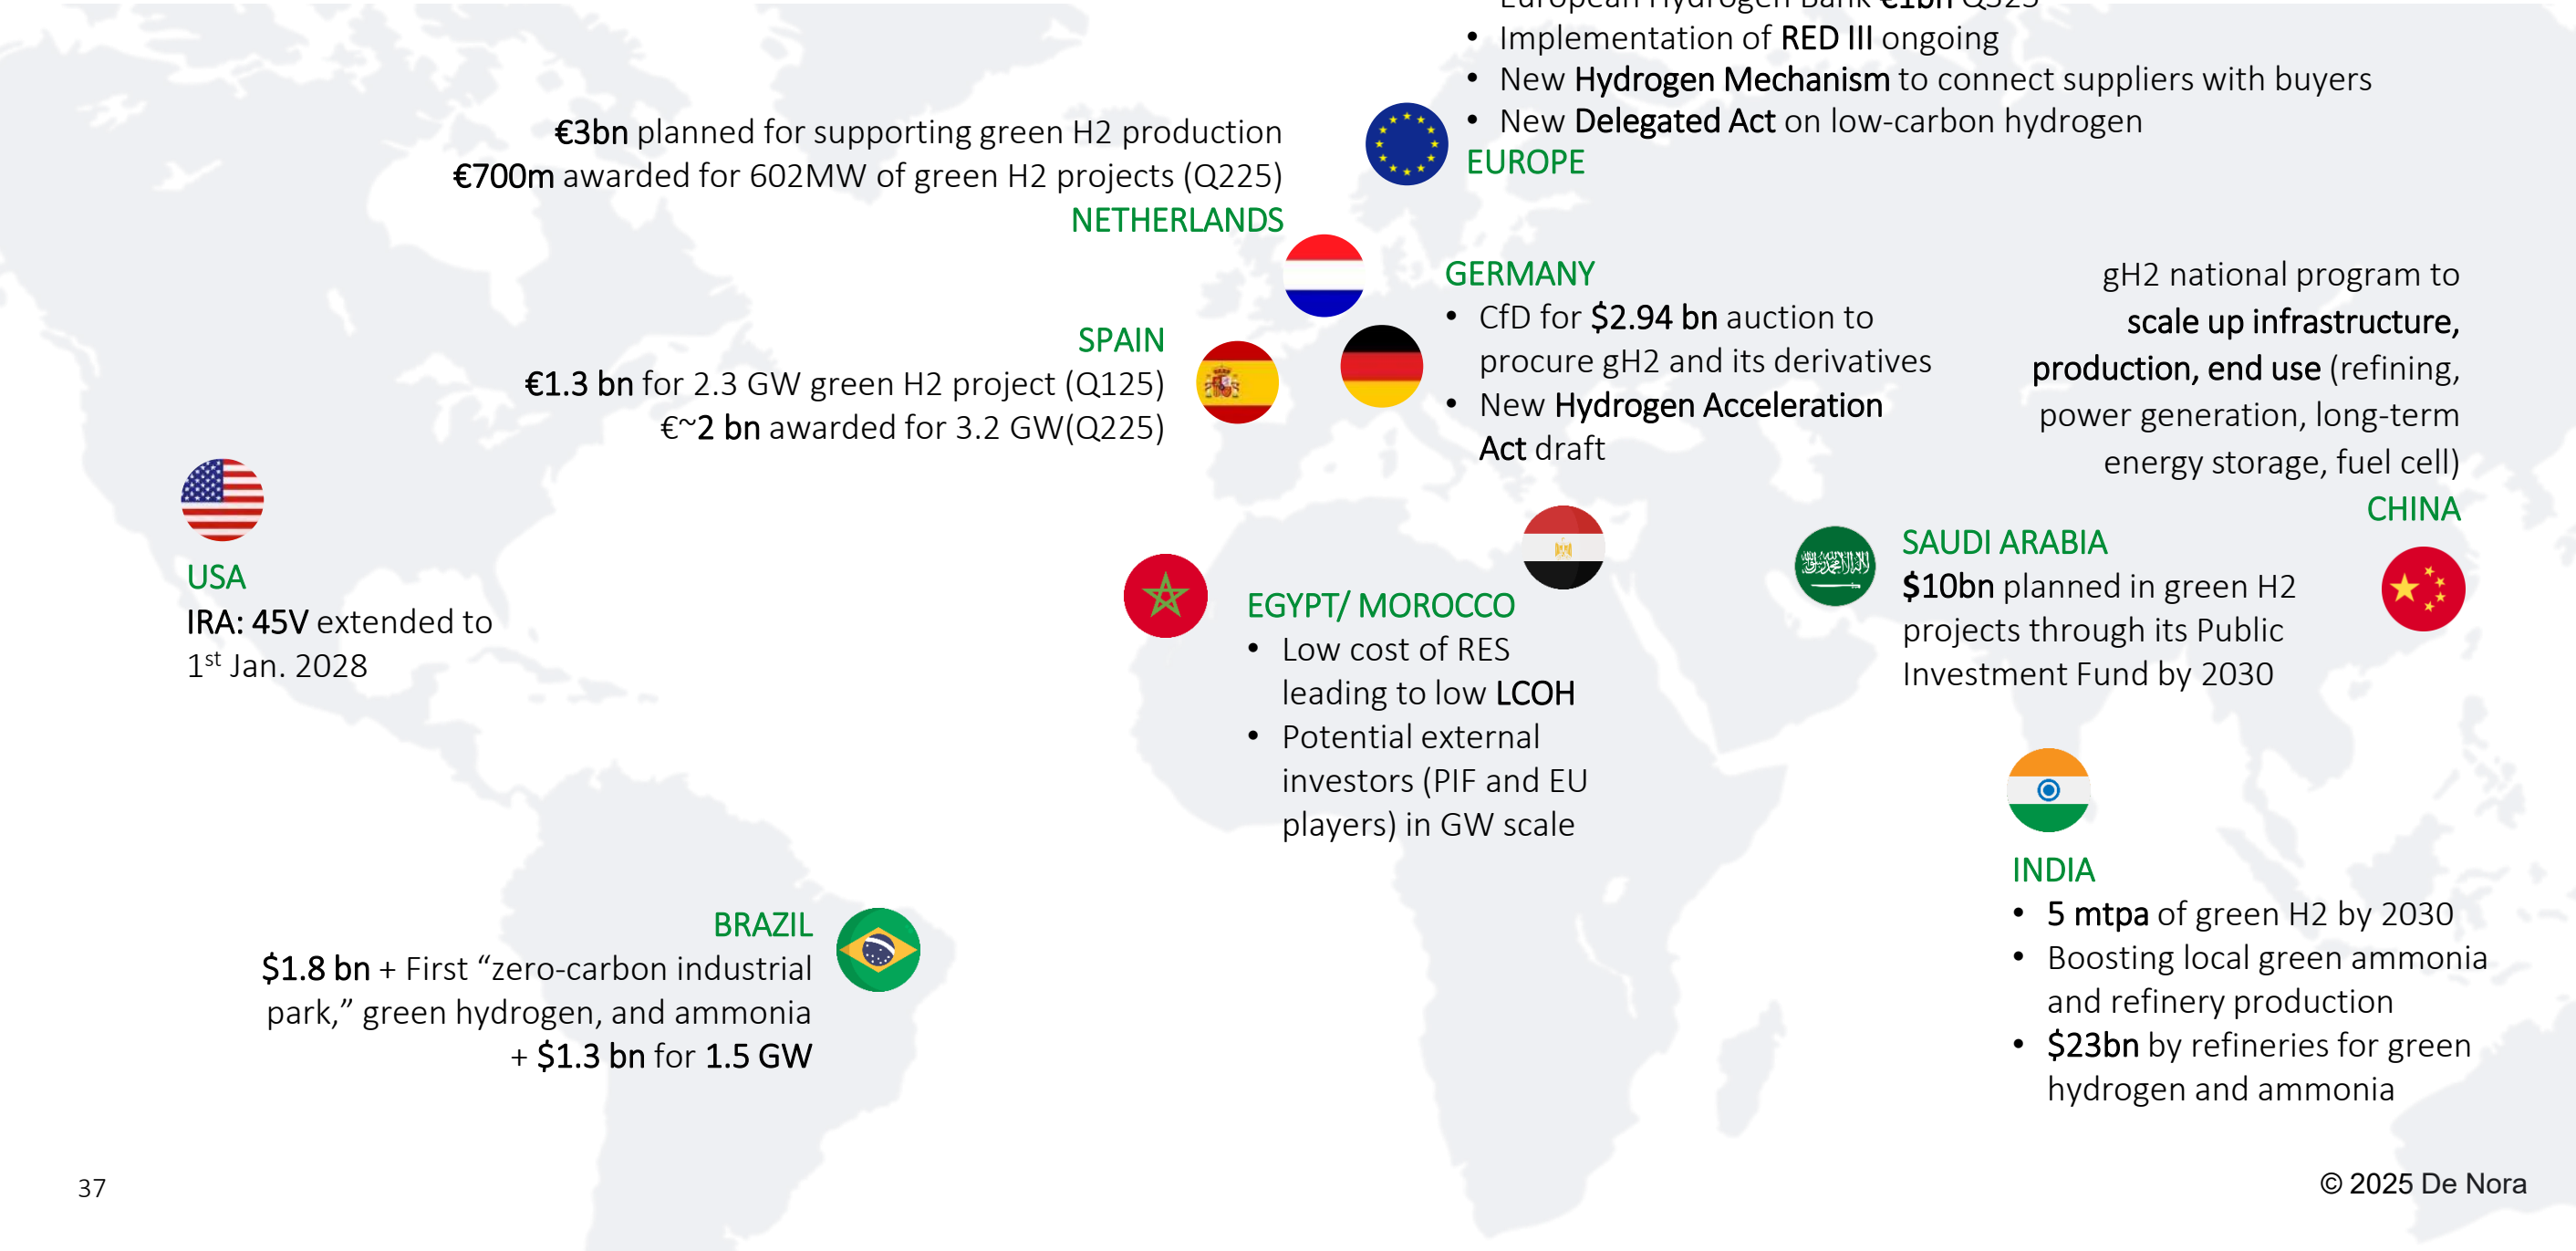 European Hydrogen Bank €1bn Q325
• Implementation of RED III ongoing
• New Hydrogen Mechanism to connect suppliers with buyers
• New Delegated Act on low-carbon hydrogen
EUROPE
€3bn planned for supporting green H2 production
€700m awarded for 602MW of green H2 projects (Q225)
NETHERLANDS
GERMANY
• CfD for $2.94 bn auction to
procure gH2 and its derivatives
• New Hydrogen Acceleration
Act draft
gH2 national program to
scale up infrastructure,
production, end use (refining,
power generation, long-term
energy storage, fuel cell)
CHINA
SPAIN
€1.3 bn for 2.3 GW green H2 project (Q125)
€~2 bn awarded for 3.2 GW(Q225)
USA
IRA: 45V extended to
1st Jan. 2028
EGYPT/ MOROCCO
• Low cost of RES
leading to low LCOH
• Potential external
investors (PIF and EU
players) in GW scale
SAUDI ARABIA
$10bn planned in green H2
projects through its Public
Investment Fund by 2030
BRAZIL
$1.8 bn + First “zero-carbon industrial
park,” green hydrogen, and ammonia
+ $1.3 bn for 1.5 GW
INDIA
• 5 mtpa of green H2 by 2030
• Boosting local green ammonia
and refinery production
• $23bn by refineries for green
hydrogen and ammonia
37
© 2025 De Nora